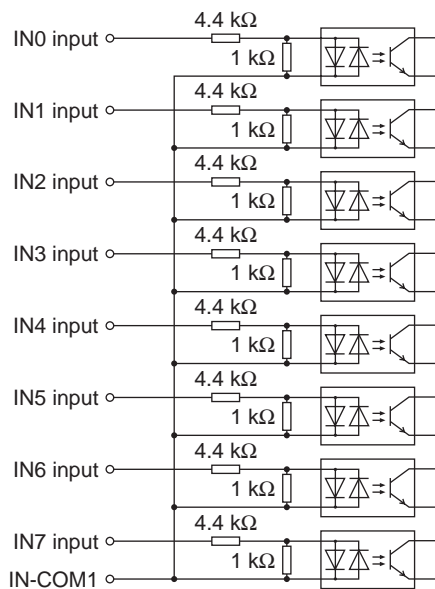 4.4 kΩ
IN0 input
1 kΩ
4.4 kΩ
IN1 input
1 kΩ
4.4 kΩ
IN2 input
1 kΩ
4.4 kΩ
IN3 input
1 kΩ
4.4 kΩ
IN4 input
1 kΩ
4.4 kΩ
IN5 input
1 kΩ
4.4 kΩ
IN6 input
1 kΩ
4.4 kΩ
IN7 input
1 kΩ
IN-COM1